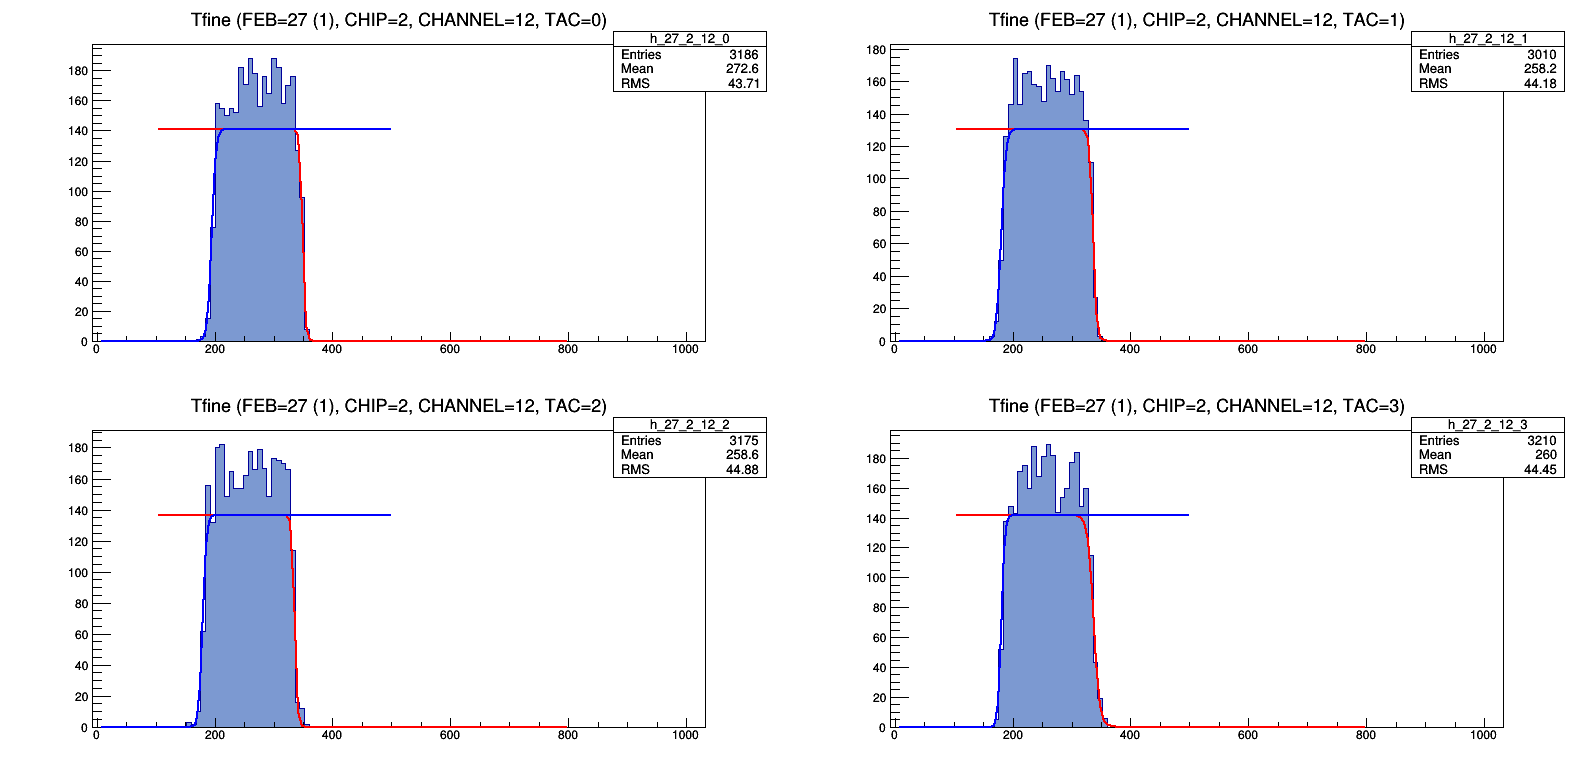 Tfine (FEB=27 (1), CHIP=2, CHANNEL=12, TAC=0)
h_27_2_12_0
Entries 3186
Mean 272.6
RMS 43.71
180
160
140
120
100
80
60
40
20
0
0 200 400 600 800 1000
Tfine (FEB=27 (1), CHIP=2, CHANNEL=12, TAC=1)
h_27_2_12_1
Entries 3010
Mean 258.2
RMS 44.18
180
160
140
120
100
80
60
40
20
0
0 200 400 600 800 1000
Tfine (FEB=27 (1), CHIP=2, CHANNEL=12, TAC=2)
h_27_2_12_2
Entries 3175
Mean 258.6
RMS 44.88
180
160
140
120
100
80
60
40
20
0
0 200 400 600 800 1000
Tfine (FEB=27 (1), CHIP=2, CHANNEL=12, TAC=3)
h_27_2_12_3
Entries 3210
Mean 260
RMS 44.45
180
160
140
120
100
80
60
40
20
0
0 200 400 600 800 1000